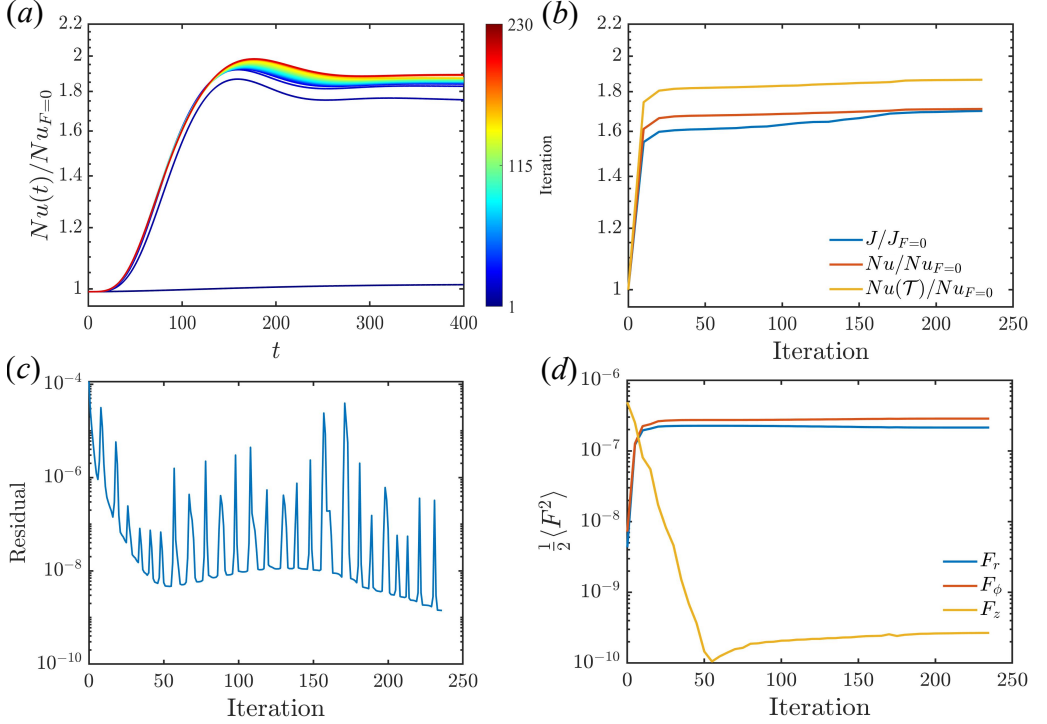 (a)
2.2
2
1.8
1.6
1.4
1.2
1
Nu(t)/Nu_{F=0}
0 100 200 300 400
t
230
115
1
Iteration
(b)
2.2
2
1.8
1.6
1.4
1.2
1
J/J_{F=0}
Nu/Nu_{F=0}
Nu(𝒯)/Nu_{F=0}
0 50 100 150 200 250
Iteration
(c)
10^{-4}
10^{-6}
10^{-8}
10^{-10}
Residual
0 50 100 150 200 250
Iteration
(d)
10^{-6}
10^{-7}
10^{-8}
10^{-9}
10^{-10}
½⟨F²⟩
F_r
F_ϕ
F_z
0 50 100 150 200 250
Iteration